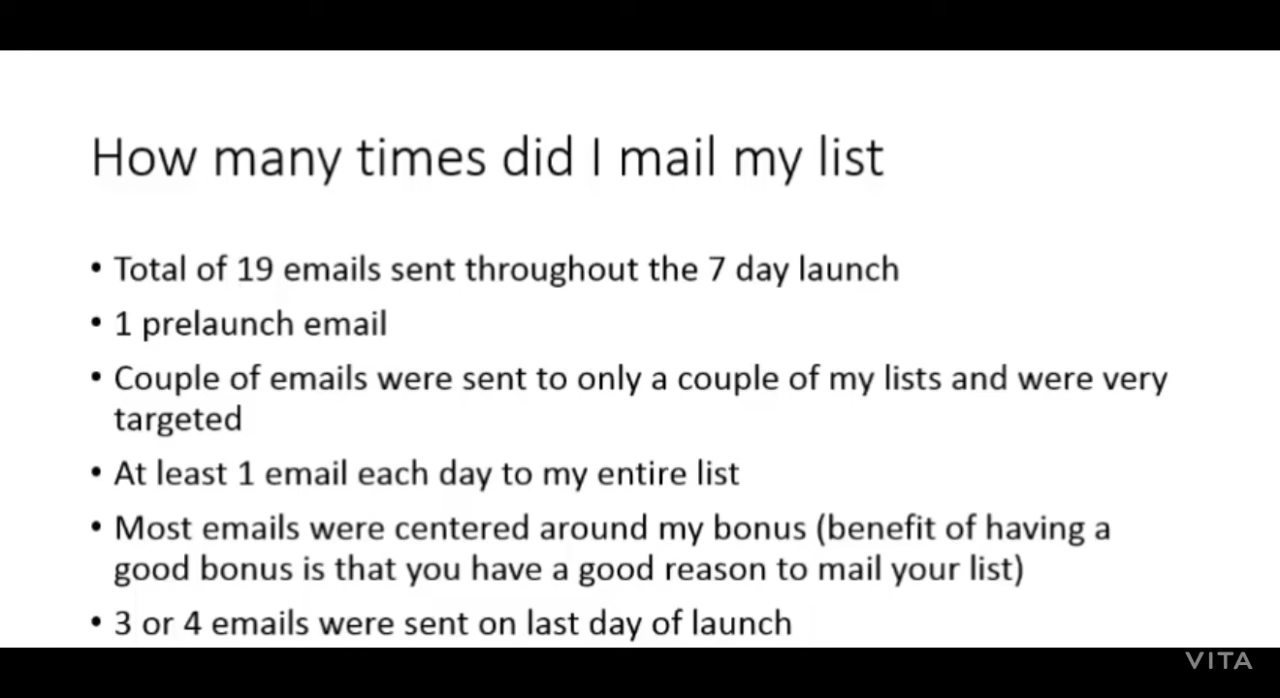 How many times did I mail my list
• Total of 19 emails sent throughout the 7 day launch
• 1 prelaunch email
• Couple of emails were sent to only a couple of my lists and were very
targeted
• At least 1 email each day to my entire list
• Most emails were centered around my bonus (benefit of having a
good bonus is that you have a good reason to mail your list)
• 3 or 4 emails were sent on last day of launch
VITA